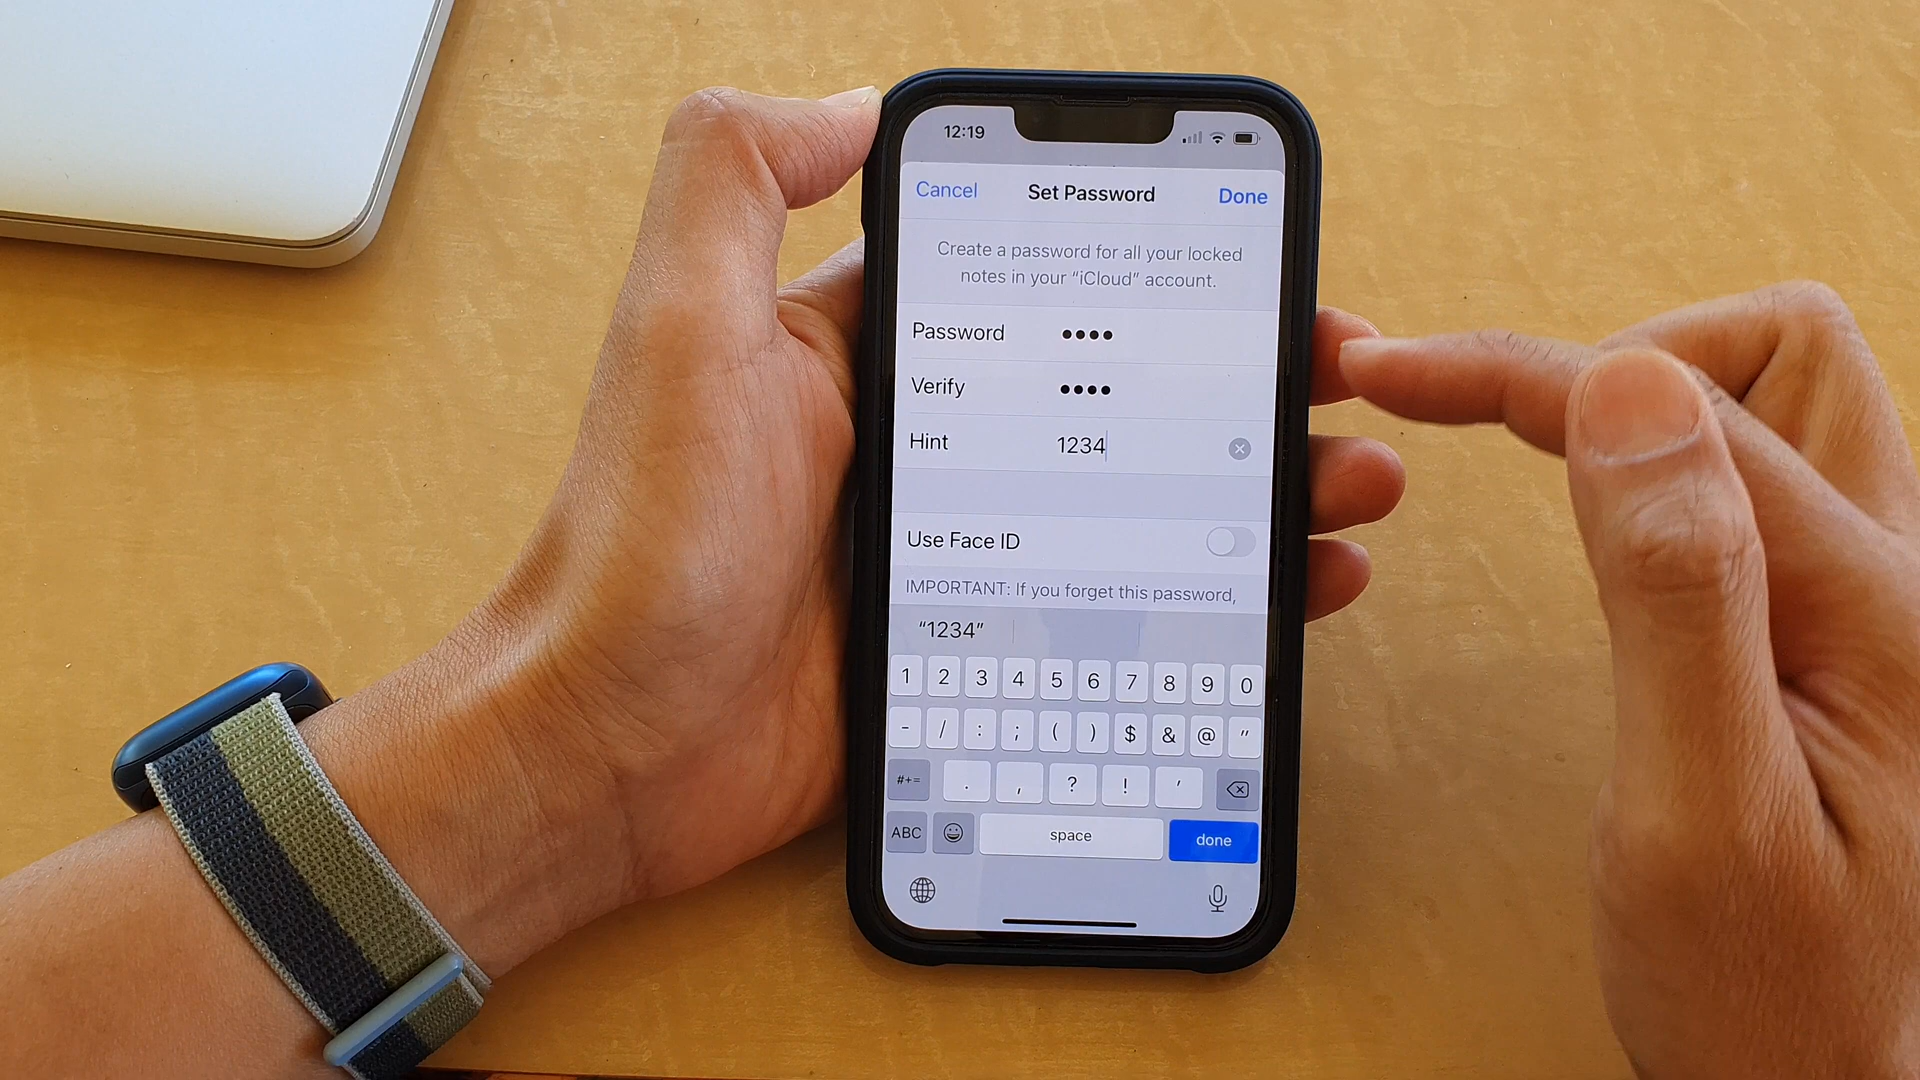 12:19
Cancel Set Password Done
Create a password for all your locked
notes in your “iCloud” account.
Password ••••
Verify ••••
Hint 1234
Use Face ID
IMPORTANT: If you forget this password,
“1234”
1 2 3 4 5 6 7 8 9 0
- / : ; ( ) $ & @ "
#+= . , ? ! '
ABC space done